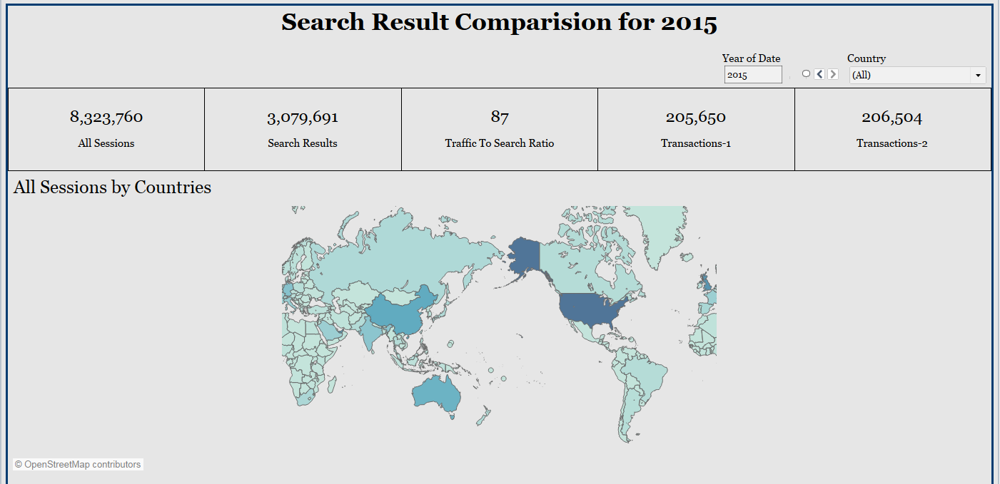 Search Result Comparision for 2015
Year of Date
Country
2015
(All)
8,323,760
All Sessions
3,079,691
Search Results
87
Traffic To Search Ratio
205,650
Transactions-1
206,504
Transactions-2
All Sessions by Countries
© OpenStreetMap contributors